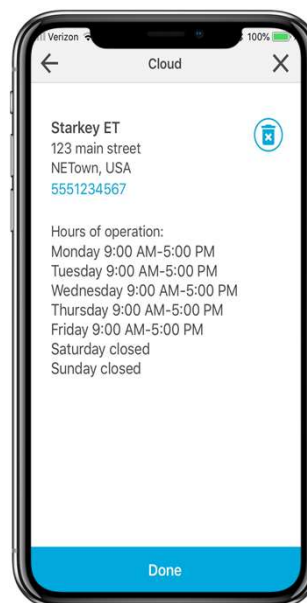 Verizon 100%
Cloud
Starkey ET
123 main street
NETown, USA
5551234567
Hours of operation:
Monday 9:00 AM-5:00 PM
Tuesday 9:00 AM-5:00 PM
Wednesday 9:00 AM-5:00 PM
Thursday 9:00 AM-5:00 PM
Friday 9:00 AM-5:00 PM
Saturday closed
Sunday closed
Done